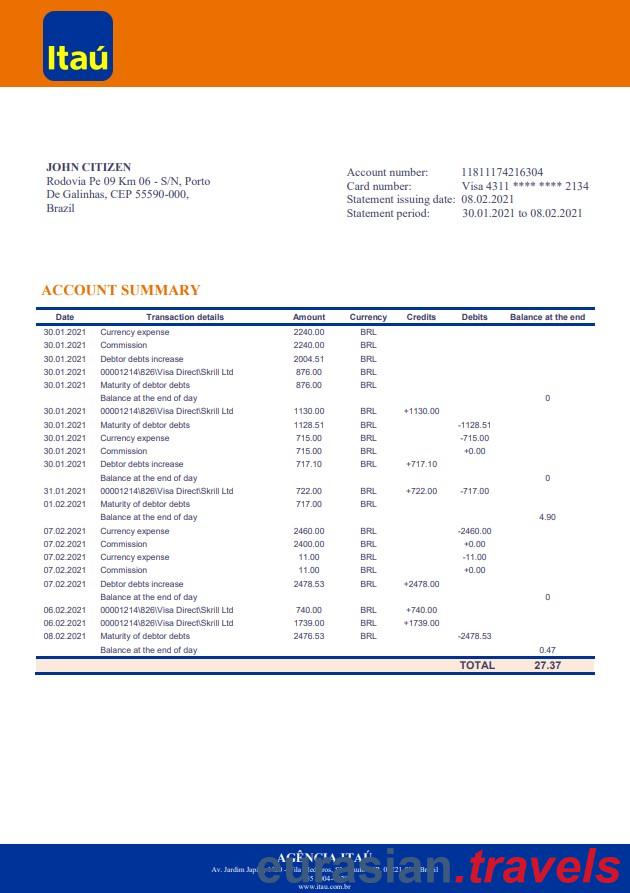 Itaú
JOHN CITIZEN
Rodovia Pe 09 Km 06 - S/N, Porto
De Galinhas, CEP 55590-000,
Brazil
Account number: 11811174216304
Card number: Visa 4311 **** **** 2134
Statement issuing date: 08.02.2021
Statement period: 30.01.2021 to 08.02.2021
ACCOUNT SUMMARY
Date Transaction details Amount Currency Credits Debits Balance at the end
30.01.2021 Currency expense 2240.00 BRL
30.01.2021 Commission 2240.00 BRL
30.01.2021 Debtor debts increase 2004.51 BRL
30.01.2021 00001214\826\Visa Direct\Skrill Ltd 876.00 BRL
30.01.2021 Maturity of debtor debts 876.00 BRL
Balance at the end of day 0
30.01.2021 00001214\826\Visa Direct\Skrill Ltd 1130.00 BRL +1130.00
30.01.2021 Maturity of debtor debts 1128.51 BRL -1128.51
30.01.2021 Currency expense 715.00 BRL -715.00
30.01.2021 Commission 715.00 BRL +0.00
30.01.2021 Debtor debts increase 717.10 BRL +717.10
Balance at the end of day 0
31.01.2021 00001214\826\Visa Direct\Skrill Ltd 722.00 BRL +722.00 -717.00
01.02.2021 Maturity of debtor debts 717.00 BRL
Balance at the end of day 4.90
07.02.2021 Currency expense 2460.00 BRL -2460.00
07.02.2021 Commission 2400.00 BRL +0.00
07.02.2021 Currency expense 11.00 BRL -11.00
07.02.2021 Commission 11.00 BRL +0.00
07.02.2021 Debtor debts increase 2478.53 BRL +2478.00
Balance at the end of day 0
06.02.2021 00001214\826\Visa Direct\Skrill Ltd 740.00 BRL +740.00
06.02.2021 00001214\826\Visa Direct\Skrill Ltd 1739.00 BRL +1739.00
08.02.2021 Maturity of debtor debts 2476.53 BRL -2478.53
Balance at the end of day 0.47
TOTAL 27.37
AGÊNCIA ITAÚ
Av. Jardim
www.itau.com.br
eurasian.travels